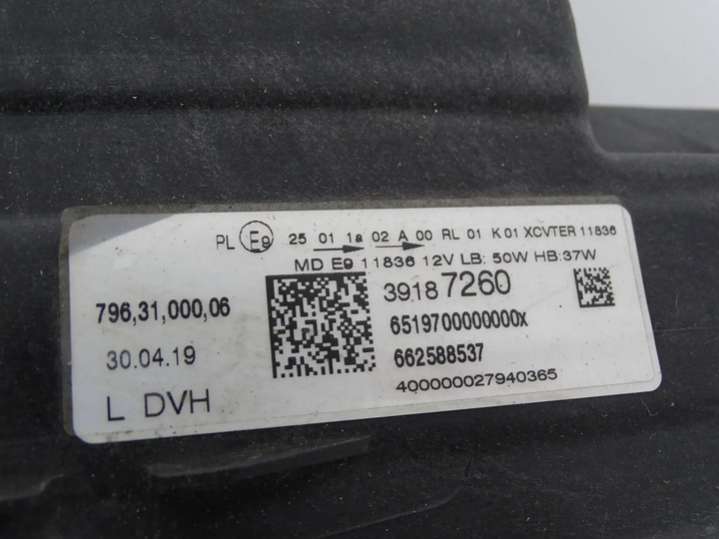 PL E9 25 01 1a 02 A 00 RL 01 K 01 XCVTER 11836
MD E9 11836 12V LB: 50W HB:37W
796,31,000,06
39187260
6519700000000x
30.04.19
662588537
L DVH
400000027940365